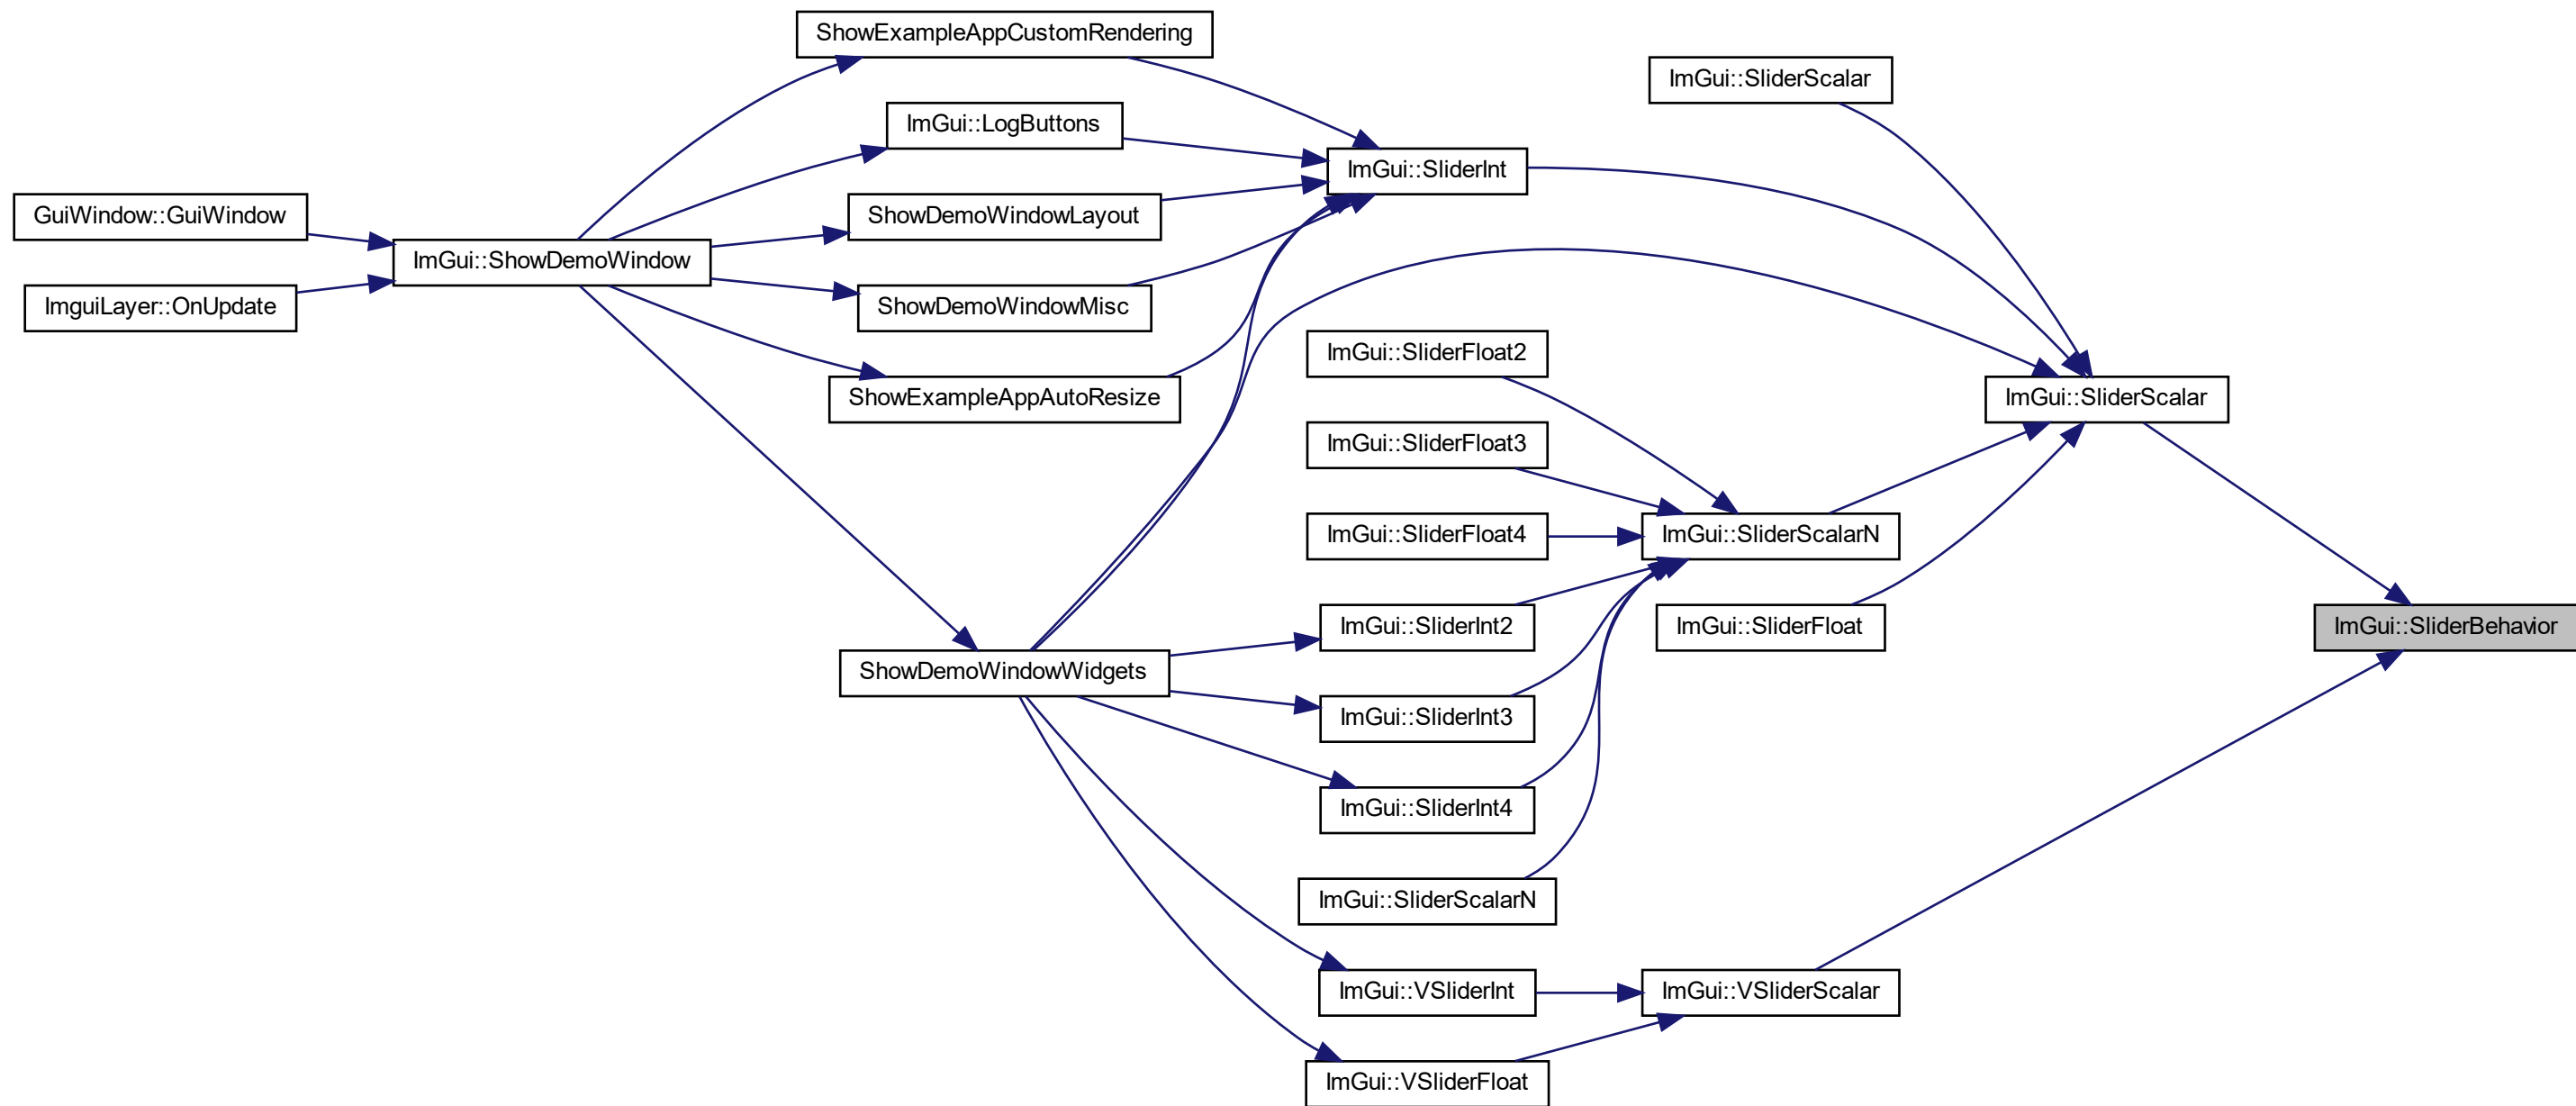 ShowExampleAppCustomRendering
ImGui::SliderScalar
ImGui::LogButtons
ImGui::SliderInt
GuiWindow::GuiWindow
ShowDemoWindowLayout
ImGui::ShowDemoWindow
ImguiLayer::OnUpdate
ShowDemoWindowMisc
ImGui::SliderFloat2
ShowExampleAppAutoResize
ImGui::SliderScalar
ImGui::SliderFloat3
ImGui::SliderFloat4
ImGui::SliderScalarN
ImGui::SliderInt2
ImGui::SliderFloat
ImGui::SliderBehavior
ShowDemoWindowWidgets
ImGui::SliderInt3
ImGui::SliderInt4
ImGui::SliderScalarN
ImGui::VSliderInt
ImGui::VSliderScalar
ImGui::VSliderFloat